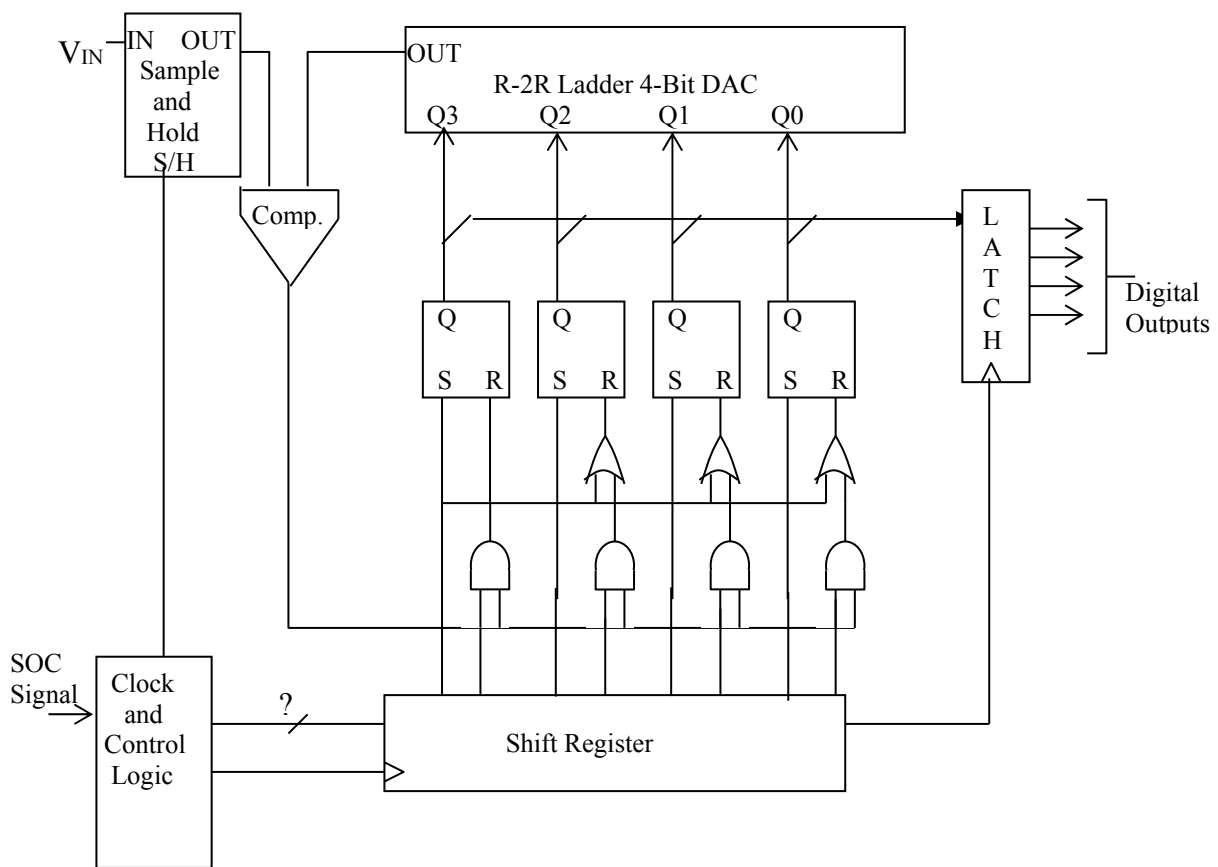 VIN
IN OUT
Sample
and
Hold
S/H
OUT
R-2R Ladder 4-Bit DAC
Q3 Q2 Q1 Q0
Comp.
L
A
T
C
H
Digital
Outputs
Q Q Q Q
S R S R S R S R
SOC
Signal
Clock
and
Control
Logic
?
Shift Register